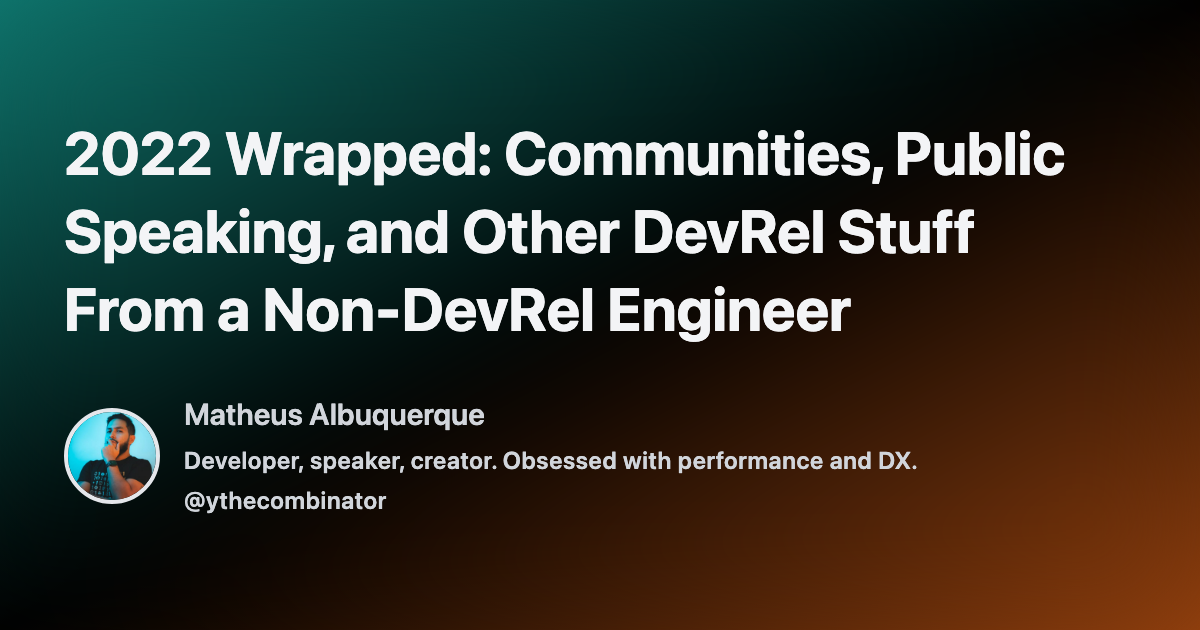 2022 Wrapped: Communities, Public
Speaking, and Other DevRel Stuff
From a Non-DevRel Engineer
Matheus Albuquerque
Developer, speaker, creator. Obsessed with performance and DX.
@ythecombinator